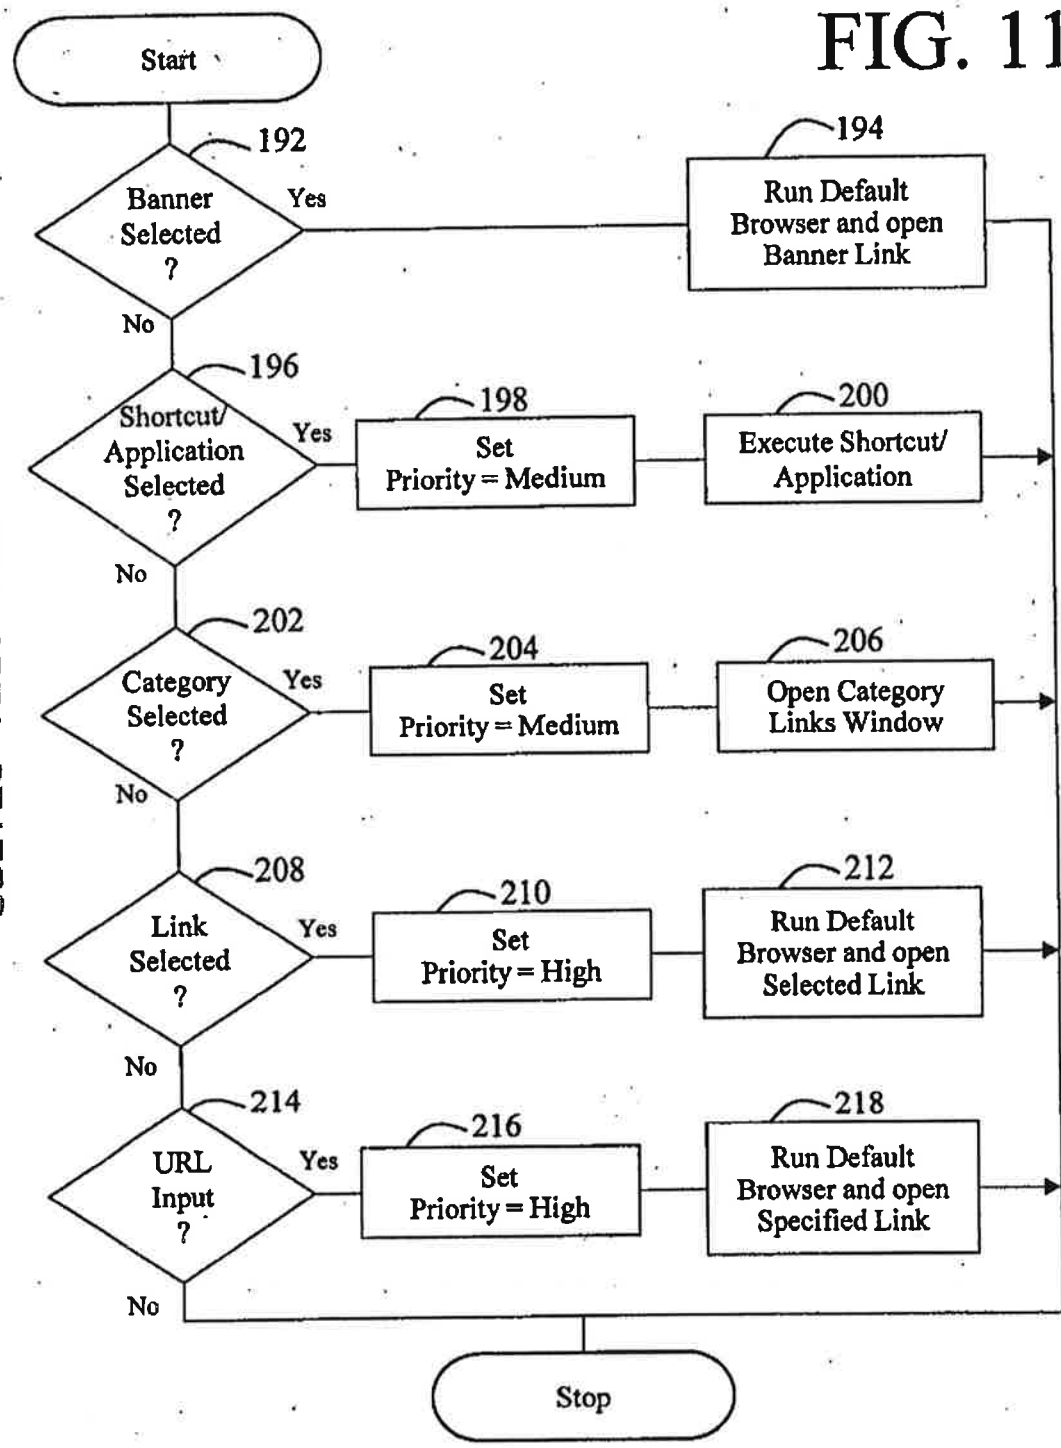 FIG. 11
Start
192
Banner
Selected
?
Yes
No
194
Run Default
Browser and open
Banner Link
196
Shortcut/
Application
Selected
?
Yes
No
198
Set
Priority = Medium
200
Execute Shortcut/
Application
202
Category
Selected
?
Yes
No
204
Set
Priority = Medium
206
Open Category
Links Window
208
Link
Selected
?
Yes
No
210
Set
Priority = High
212
Run Default
Browser and open
Selected Link
214
URL
Input
?
Yes
No
216
Set
Priority = High
218
Run Default
Browser and open
Specified Link
Stop